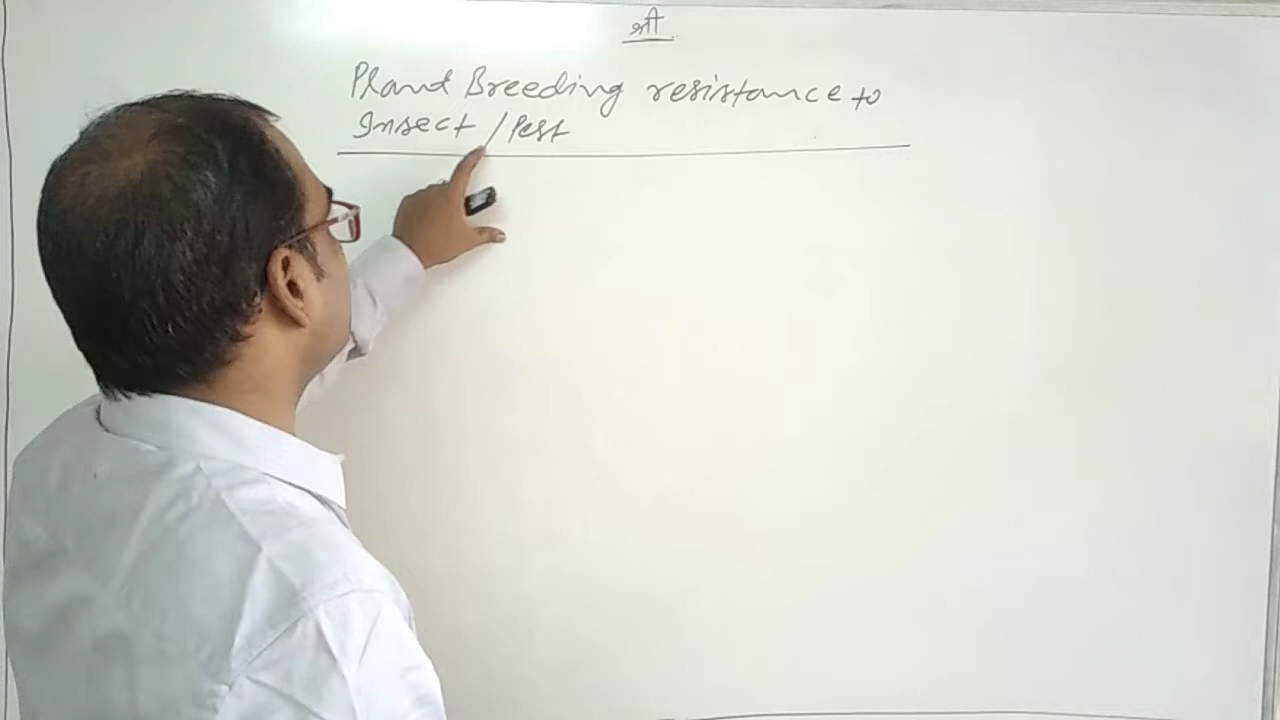 श्री
Plant Breeding resistance to
Insect / Pest